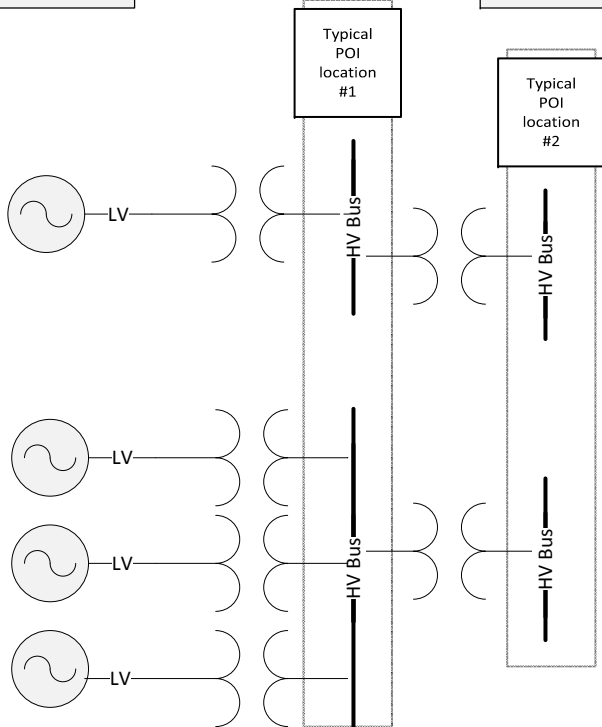 Typical
POI
location
#1
Typical
POI
location
#2
LV
HV Bus
HV Bus
LV
LV
HV Bus
HV Bus
LV